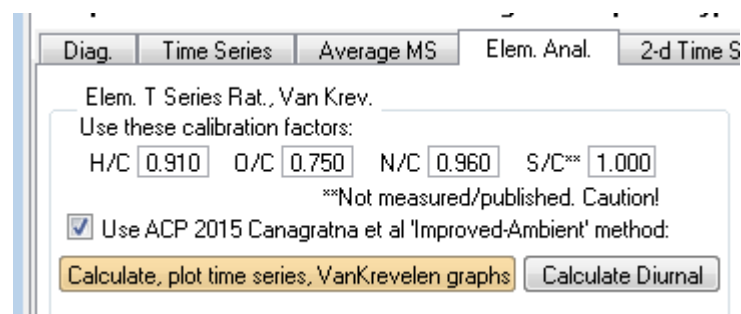 Diag. Time Series Average MS Elem. Anal. 2-d Time S
Elem. T Series Rat., Van Krev.
Use these calibration factors:
H/C 0.910 O/C 0.750 N/C 0.960 S/C** 1.000
**Not measured/published. Caution!
Use ACP 2015 Canagratna et al 'Improved-Ambient' method:
Calculate, plot time series, VanKrevelen graphs Calculate Diurnal